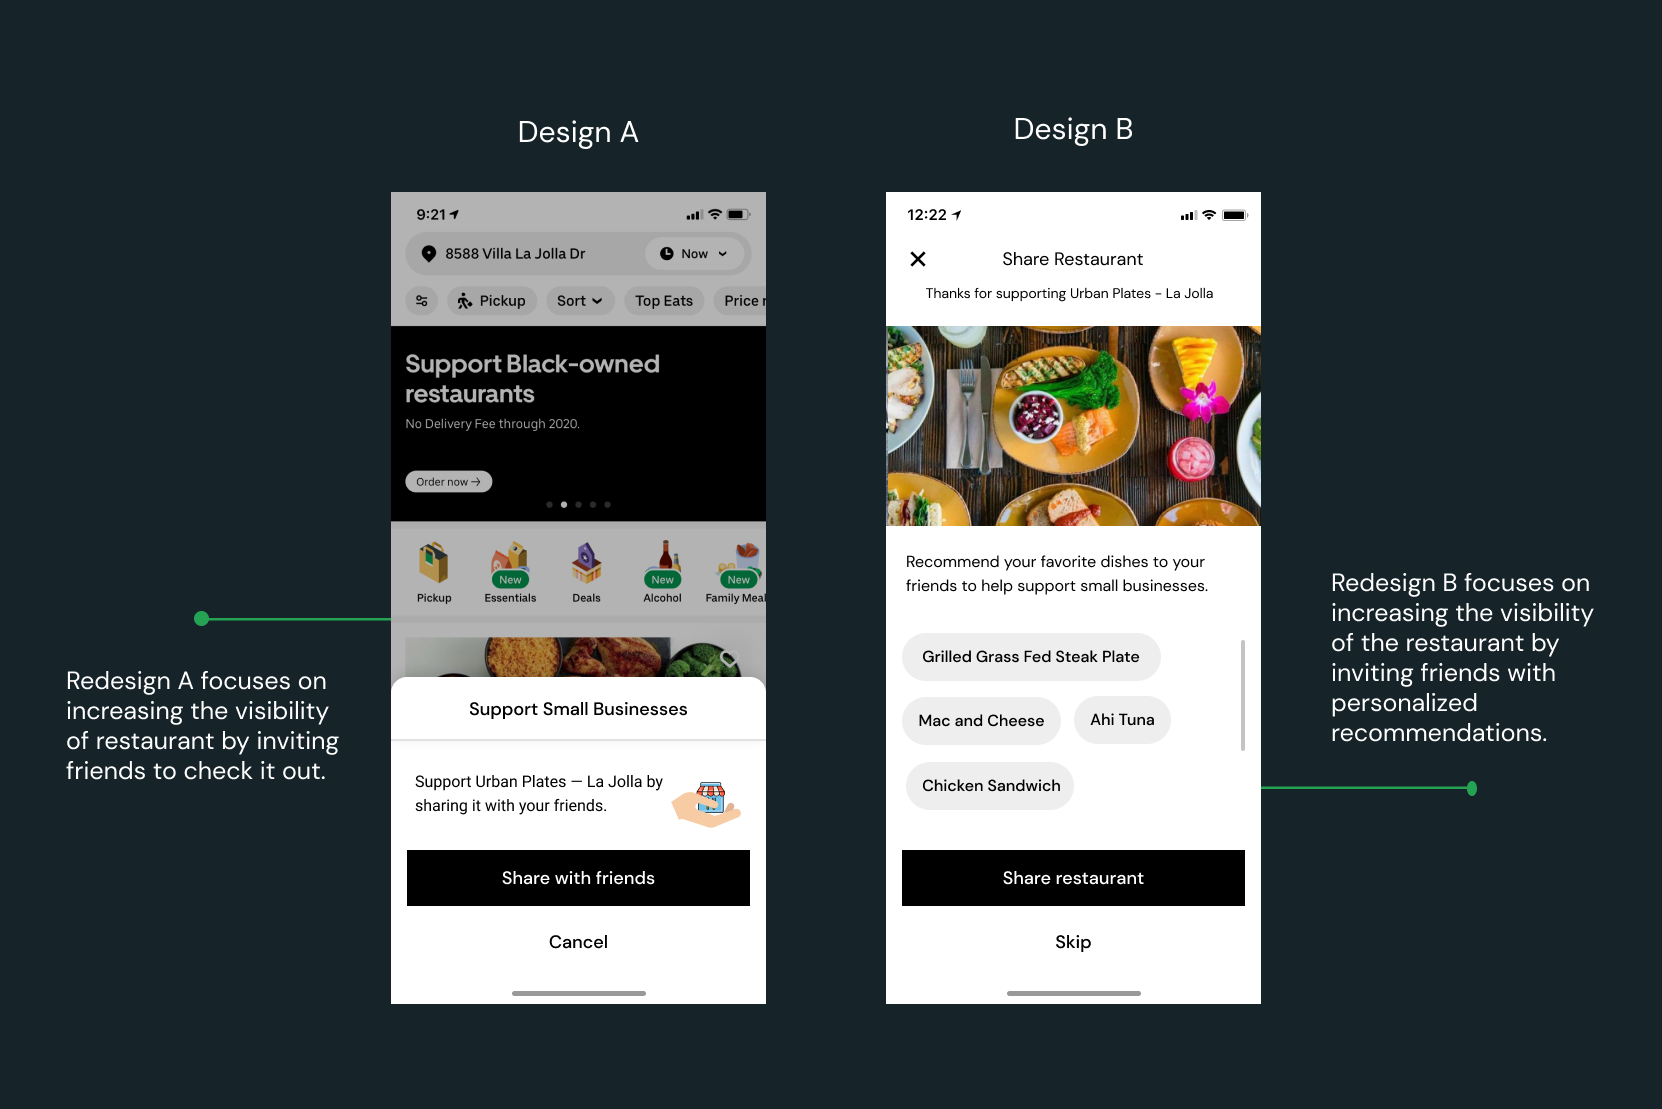 Design A
9:21
8588 Villa La Jolla Dr
Now
Pickup
Sort
Top Eats
Price r
Support Black-owned
restaurants
No Delivery Fee through 2020.
Order now →
New
New
New
Pickup
Essentials
Deals
Alcohol
Family Meal
Support Small Businesses
Support Urban Plates — La Jolla by
sharing it with your friends.
Share with friends
Cancel
Redesign A focuses on
increasing the visibility
of restaurant by inviting
friends to check it out.
Design B
12:22
Share Restaurant
Thanks for supporting Urban Plates - La Jolla
Recommend your favorite dishes to your
friends to help support small businesses.
Grilled Grass Fed Steak Plate
Mac and Cheese
Ahi Tuna
Chicken Sandwich
Share restaurant
Skip
Redesign B focuses on
increasing the visibility
of the restaurant by
inviting friends with
personalized
recommendations.